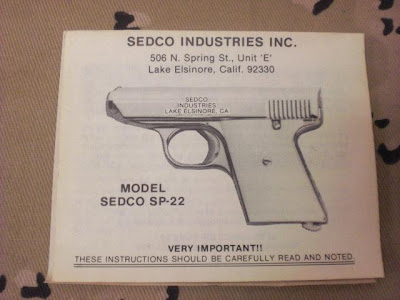 SEDCO INDUSTRIES INC.
506 N. Spring St., Unit 'E'
Lake Elsinore, Calif. 92330
SEDCO
INDUSTRIES
LAKE ELSINORE, CA
MODEL
SEDCO SP-22
VERY IMPORTANT!!
THESE INSTRUCTIONS SHOULD BE CAREFULLY READ AND NOTED.